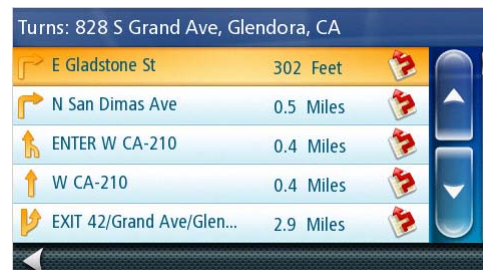 Turns: 828 S Grand Ave, Glendora, CA
E Gladstone St 302 Feet
N San Dimas Ave 0.5 Miles
ENTER W CA-210 0.4 Miles
W CA-210 0.4 Miles
EXIT 42/Grand Ave/Glen... 2.9 Miles